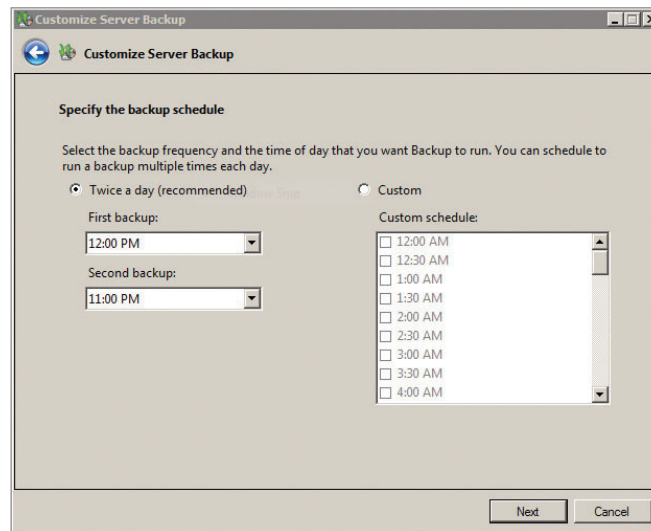 Customize Server Backup
Customize Server Backup
Specify the backup schedule
Select the backup frequency and the time of day that you want Backup to run. You can schedule to
run a backup multiple times each day.
Twice a day (recommended)
Custom
First backup:
12:00 PM
Second backup:
11:00 PM
Custom schedule:
12:00 AM
12:30 AM
1:00 AM
1:30 AM
2:00 AM
2:30 AM
3:00 AM
3:30 AM
4:00 AM
Next
Cancel